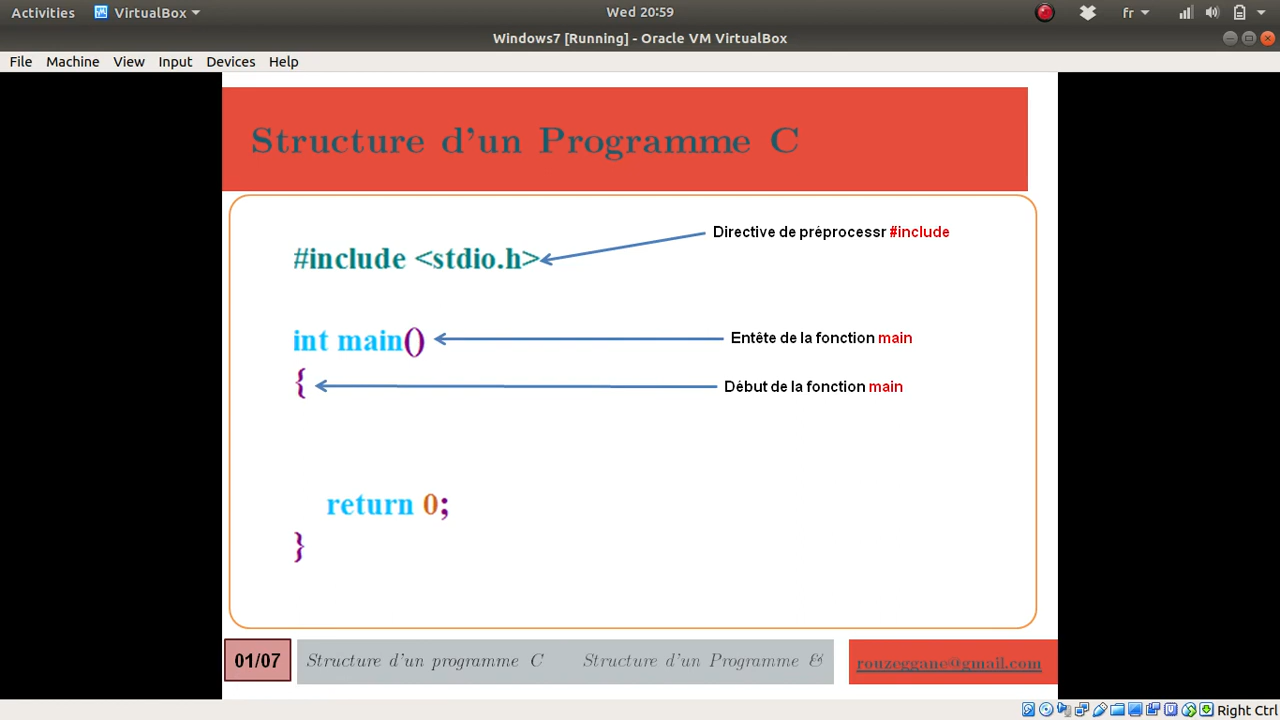 Activities VirtualBox Wed 20:59 fr
Windows7 [Running] - Oracle VM VirtualBox
File Machine View Input Devices Help
Structure d'un Programme C
Directive de préprocessr #include
#include <stdio.h>
int main()
Entête de la fonction main
{
Début de la fonction main
return 0;
}
01/07 Structure d'un programme C Structure d'un Programme & rouzeggane@gmail.com
Right Ctrl